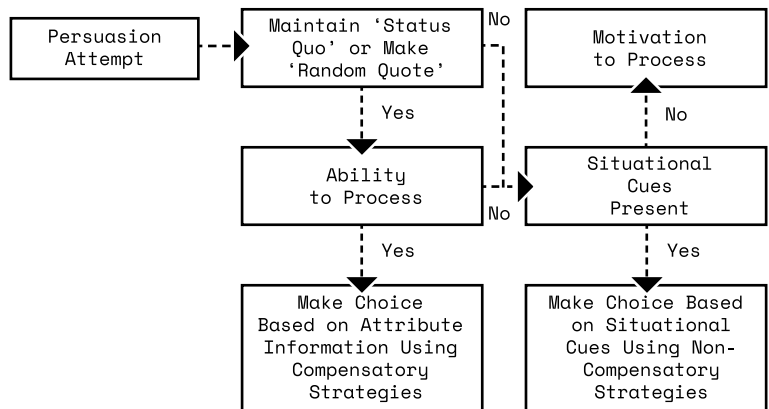 Persuasion
Attempt
Maintain ‘Status
Quo’ or Make
‘Random Quote’
No
Motivation
to Process
Yes
No
Ability
to Process
No
Situational
Cues
Present
Yes
Yes
Make Choice
Based on Attribute
Information Using
Compensatory
Strategies
Make Choice Based
on Situational
Cues Using Non-
Compensatory
Strategies